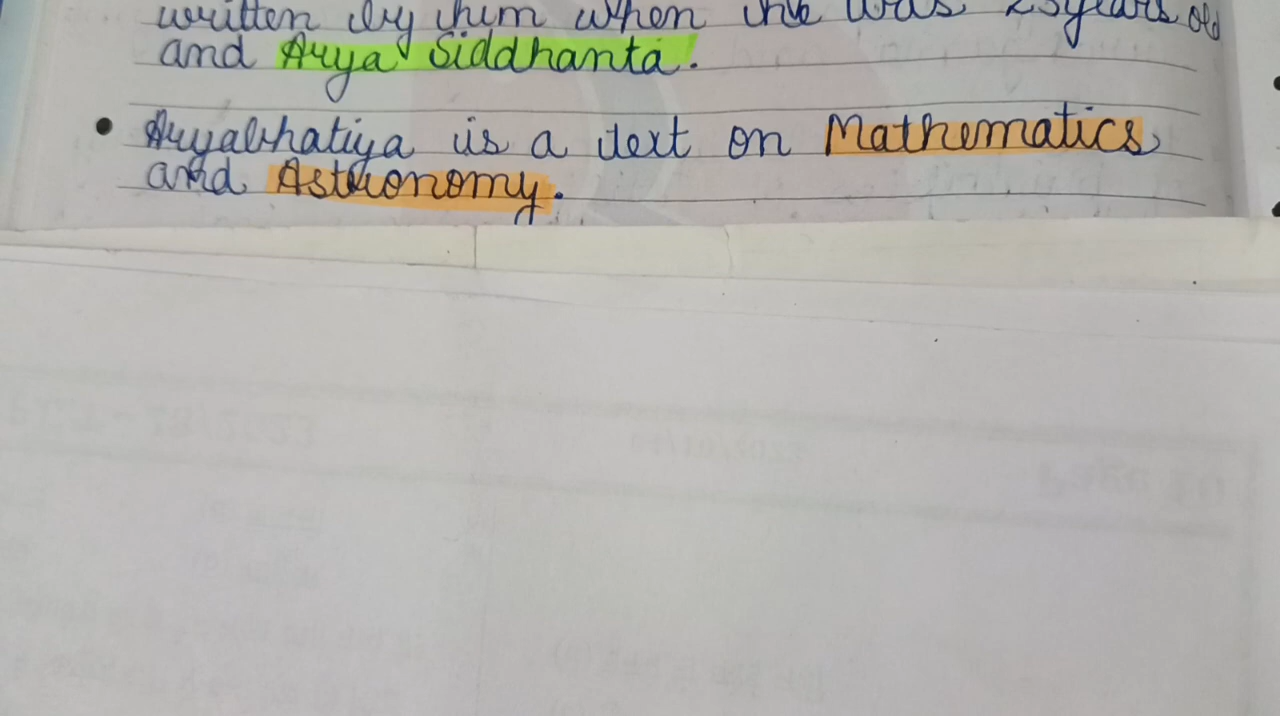 written by him when he was 23 years old
and Arya Siddhanta.
• Aryabhatiya is a text on Mathematics
and Astronomy.